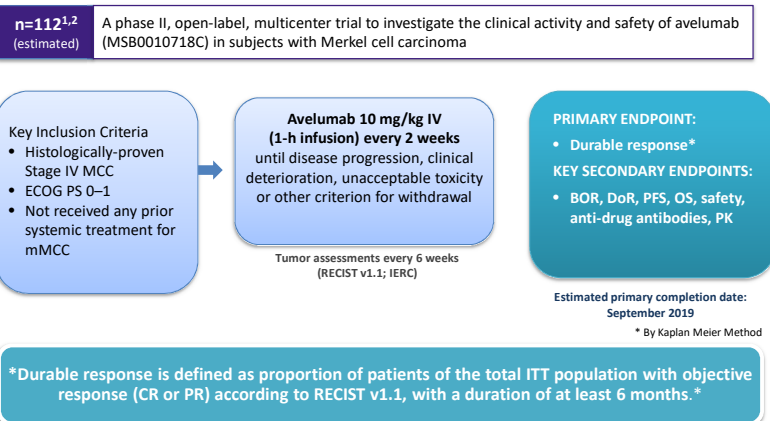 n=112¹,²
(estimated)
A phase II, open-label, multicenter trial to investigate the clinical activity and safety of avelumab
(MSB0010718C) in subjects with Merkel cell carcinoma
Key Inclusion Criteria
• Histologically-proven
Stage IV MCC
• ECOG PS 0–1
• Not received any prior
systemic treatment for
mMCC
Avelumab 10 mg/kg IV
(1-h infusion) every 2 weeks
until disease progression, clinical
deterioration, unacceptable toxicity
or other criterion for withdrawal
Tumor assessments every 6 weeks
(RECIST v1.1; IERC)
PRIMARY ENDPOINT:
• Durable response*
KEY SECONDARY ENDPOINTS:
• BOR, DoR, PFS, OS, safety,
anti-drug antibodies, PK
Estimated primary completion date:
September 2019
* By Kaplan Meier Method
*Durable response is defined as proportion of patients of the total ITT population with objective
response (CR or PR) according to RECIST v1.1, with a duration of at least 6 months.*